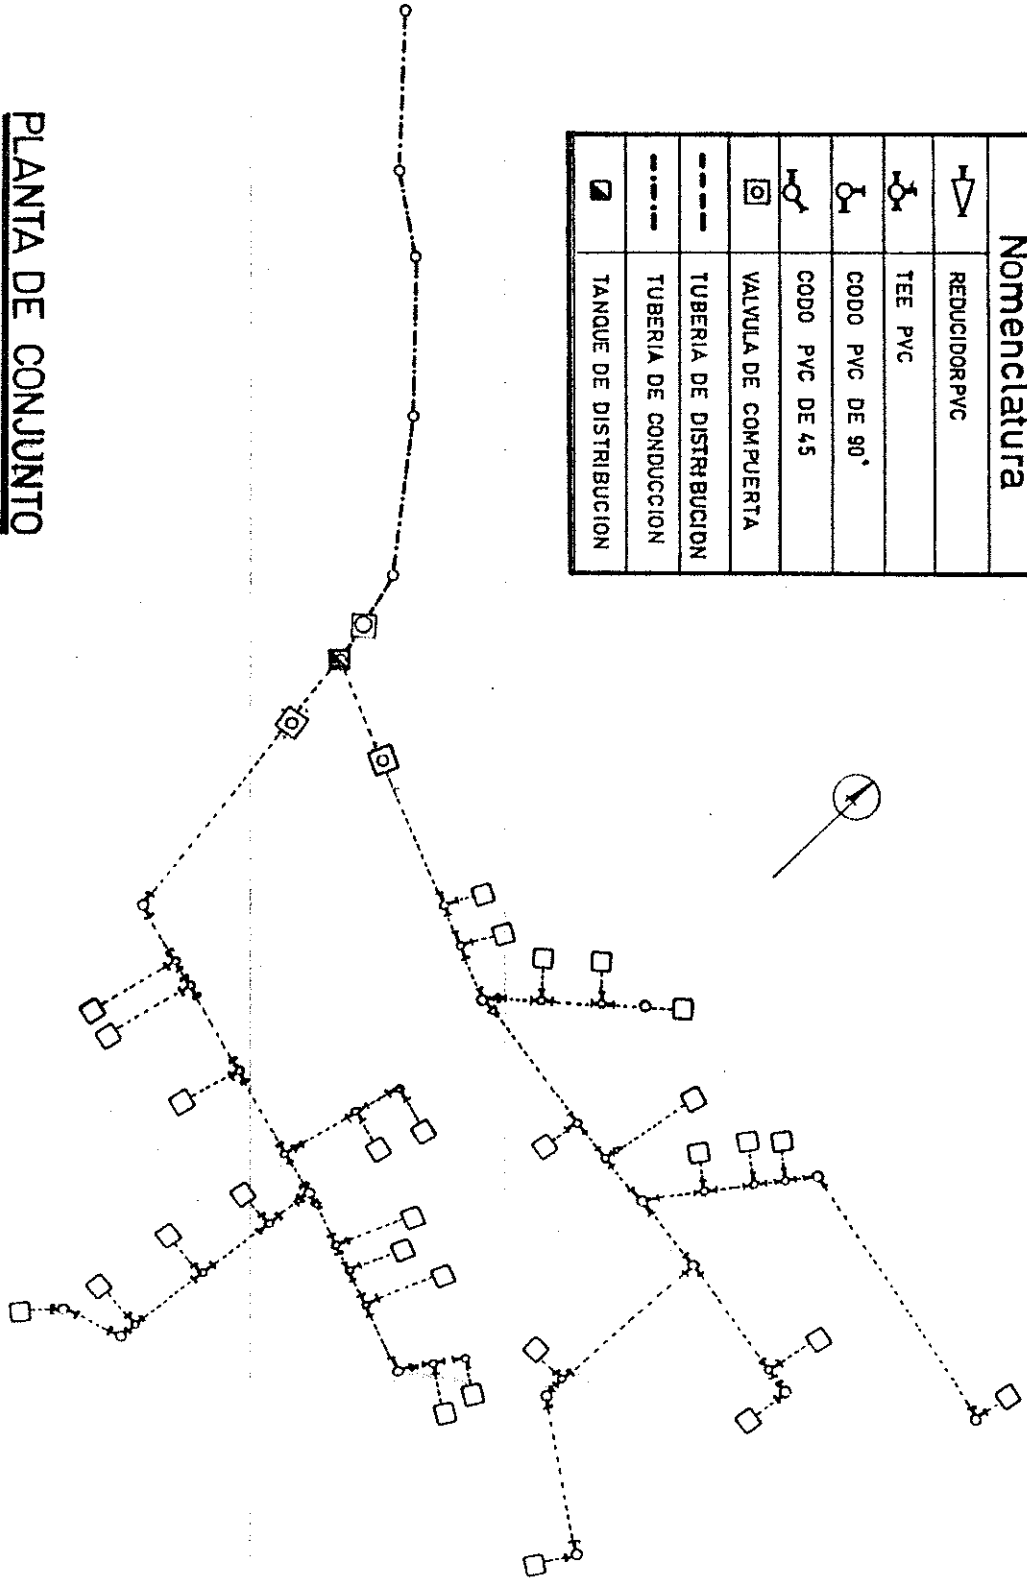 Nomenclatura
REDUCIDORPVC
TEE PVC
CODO PVC DE 90°
CODO PVC DE 45
VALVULA DE COMPUERTA
TUBERIA DE DISTRIBUCION
TUBERIA DE CONDUCCION
TANQUE DE DISTRIBUCION
PLANTA DE CONJUNTO